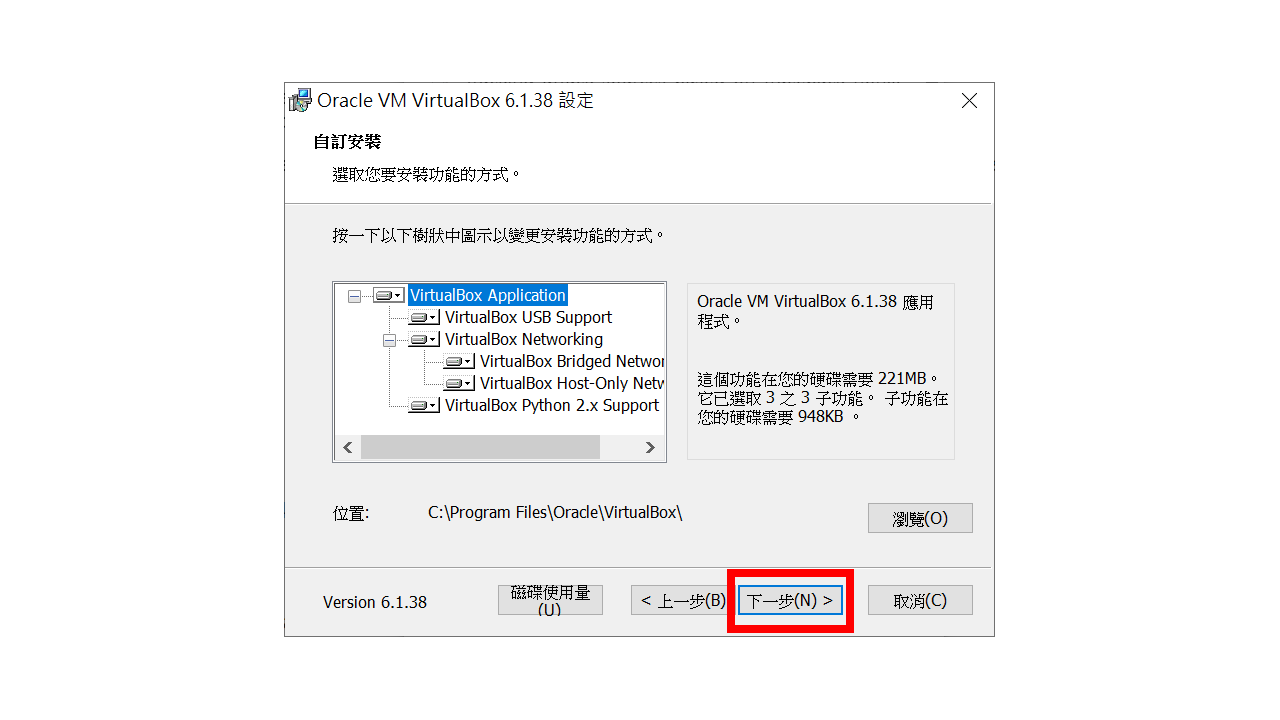 Oracle VM VirtualBox 6.1.38 設定
自訂安裝
選取您要安裝功能的方式。
按一下以下樹狀中圖示以變更安裝功能的方式。
VirtualBox Application
VirtualBox USB Support
VirtualBox Networking
VirtualBox Bridged Networ
VirtualBox Host-Only Netw
VirtualBox Python 2.x Support
Oracle VM VirtualBox 6.1.38 應用
程式。
這個功能在您的硬碟需要 221MB。
它已選取 3 之 3 子功能。 子功能在
您的硬碟需要 948KB 。
位置: C:\Program Files\Oracle\VirtualBox\
瀏覽(O)
Version 6.1.38
磁碟使用量
(U)
< 上一步(B)
下一步(N) >
取消(C)